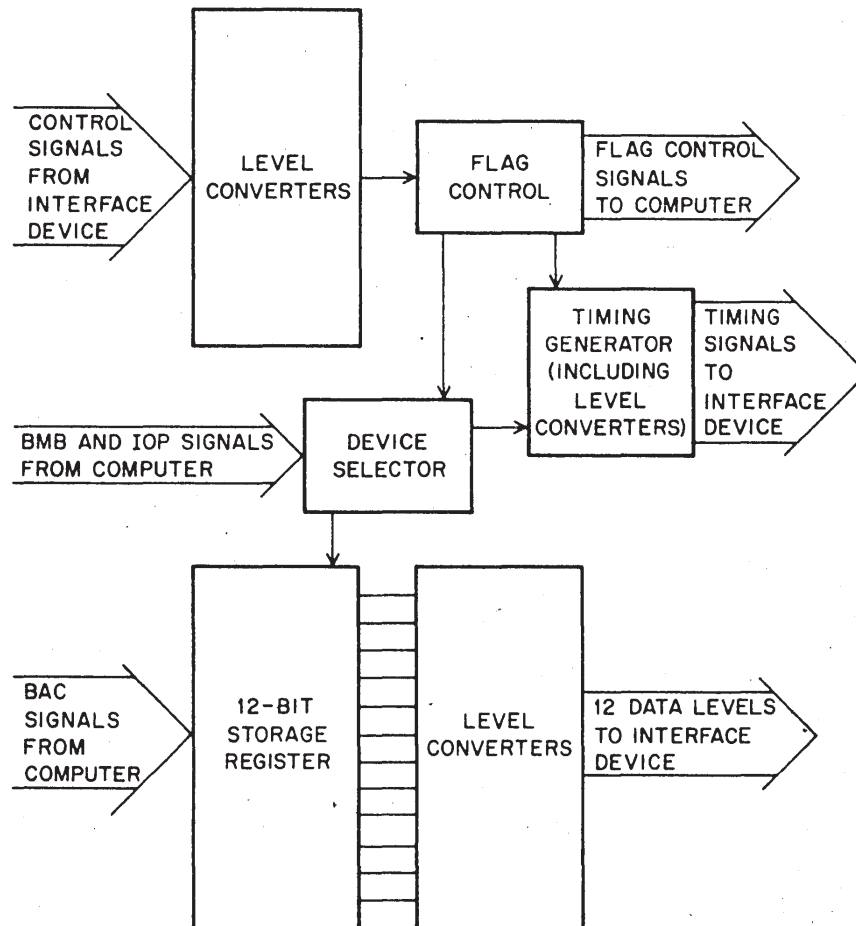 CONTROL
SIGNALS
FROM
INTERFACE
DEVICE
LEVEL
CONVERTERS
FLAG
CONTROL
FLAG CONTROL
SIGNALS
TO COMPUTER
TIMING
GENERATOR
(INCLUDING
LEVEL
CONVERTERS)
TIMING
SIGNALS
TO
INTERFACE
DEVICE
BMB AND IOP SIGNALS
FROM COMPUTER
DEVICE
SELECTOR
BAC
SIGNALS
FROM
COMPUTER
12-BIT
STORAGE
REGISTER
LEVEL
CONVERTERS
12 DATA LEVELS
TO INTERFACE
DEVICE